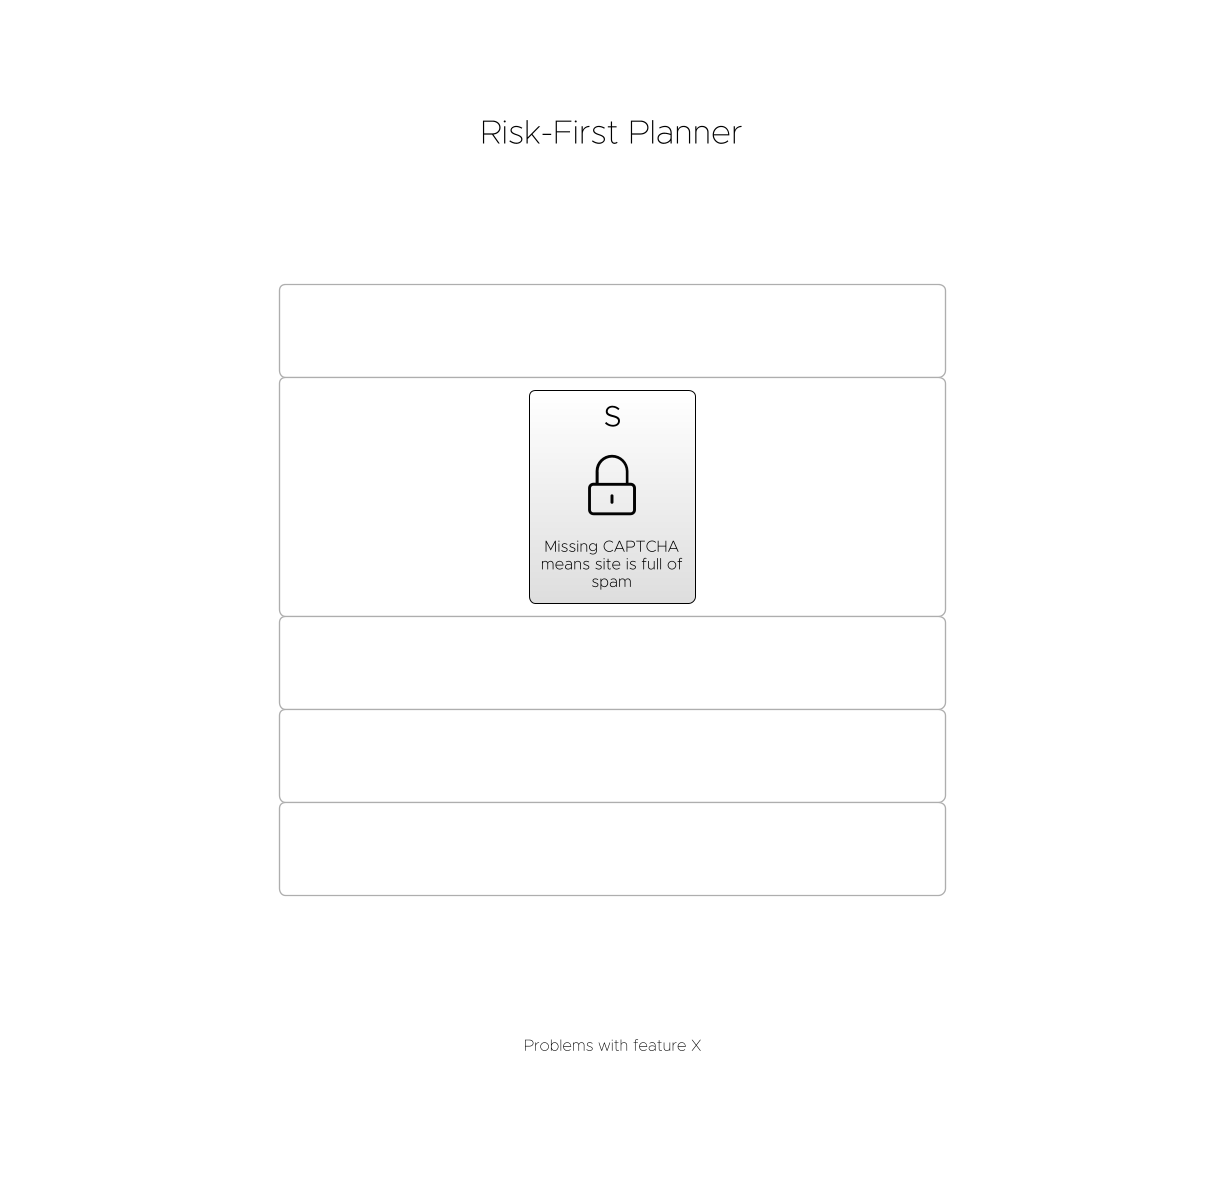 Risk-First Planner
S
Missing CAPTCHA
means site is full of
spam
Problems with feature X